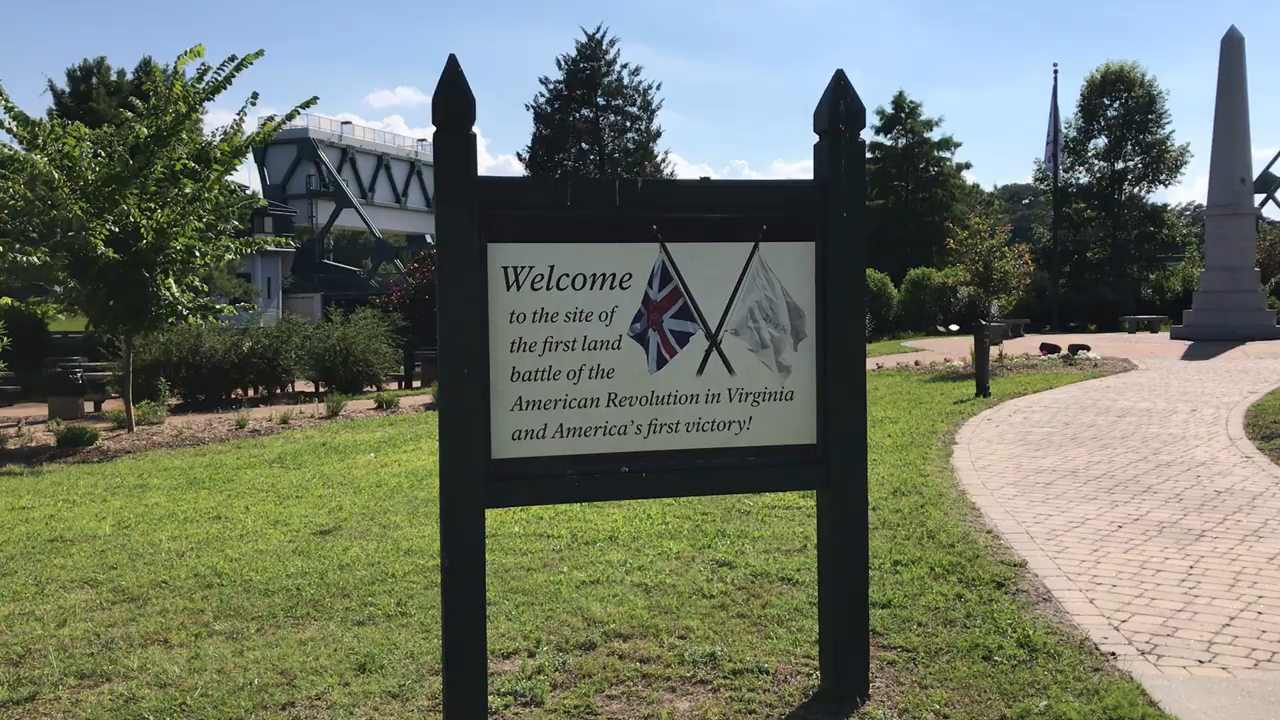 Welcome
to the site of
the first land
battle of the
American Revolution in Virginia
and America's first victory!